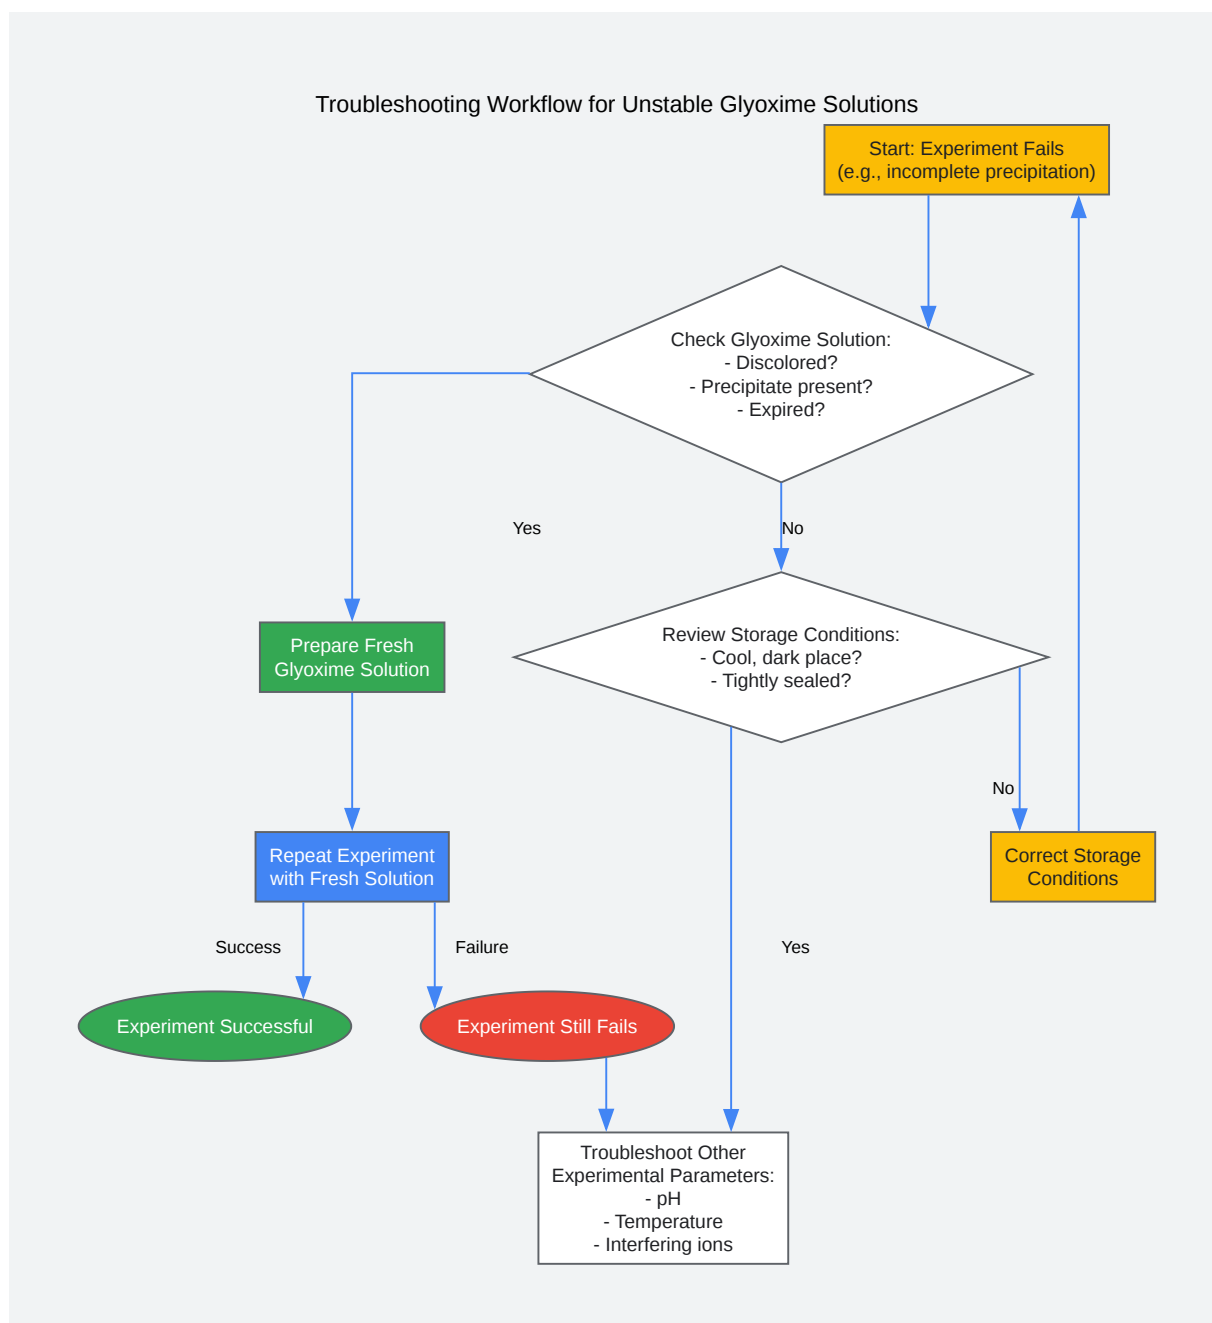 Troubleshooting Workflow for Unstable Glyoxime Solutions
Start: Experiment Fails
(e.g., incomplete precipitation)
Check Glyoxime Solution:
- Discolored?
- Precipitate present?
- Expired?
Yes
No
Prepare Fresh
Glyoxime Solution
Review Storage Conditions:
- Cool, dark place?
- Tightly sealed?
No
Repeat Experiment
with Fresh Solution
Correct Storage
Conditions
Success
Failure
Yes
Experiment Successful
Experiment Still Fails
Troubleshoot Other
Experimental Parameters:
- pH
- Temperature
- Interfering ions